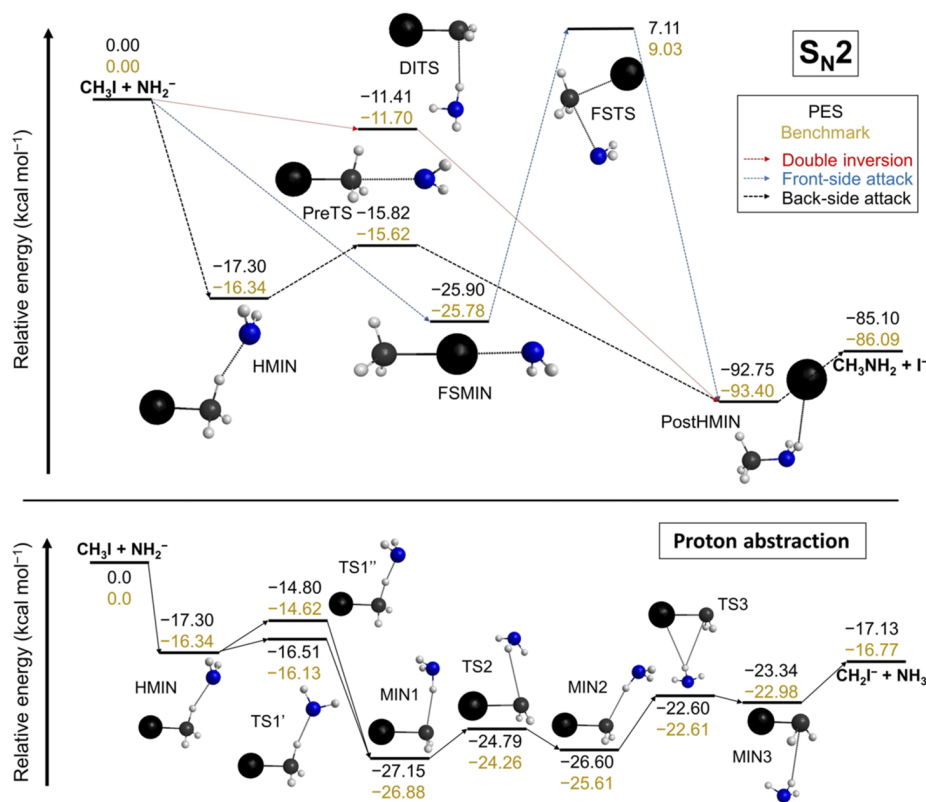 Relative energy (kcal mol⁻¹)
0.00
0.00
CH₃I + NH₂⁻
DITS
−11.41
−11.70
PreTS
−15.82
−15.62
−17.30
−16.34
HMIN
−25.90
−25.78
FSMIN
7.11
9.03
FSTS
Sₙ2
PES
Benchmark
Double inversion
Front-side attack
Back-side attack
−92.75
−93.40
PostHMIN
−85.10
−86.09
CH₃NH₂ + I⁻
Relative energy (kcal mol⁻¹)
Proton abstraction
CH₃I + NH₂⁻
0.0
0.0
−17.30
−16.34
HMIN
TS1''
−14.80
−14.62
−16.51
−16.13
TS1'
MIN1
−27.15
−26.88
TS2
−24.79
−24.26
MIN2
−26.60
−25.61
TS3
−22.60
−22.61
−23.34
−22.98
MIN3
−17.13
−16.77
CH₂I⁻ + NH₃